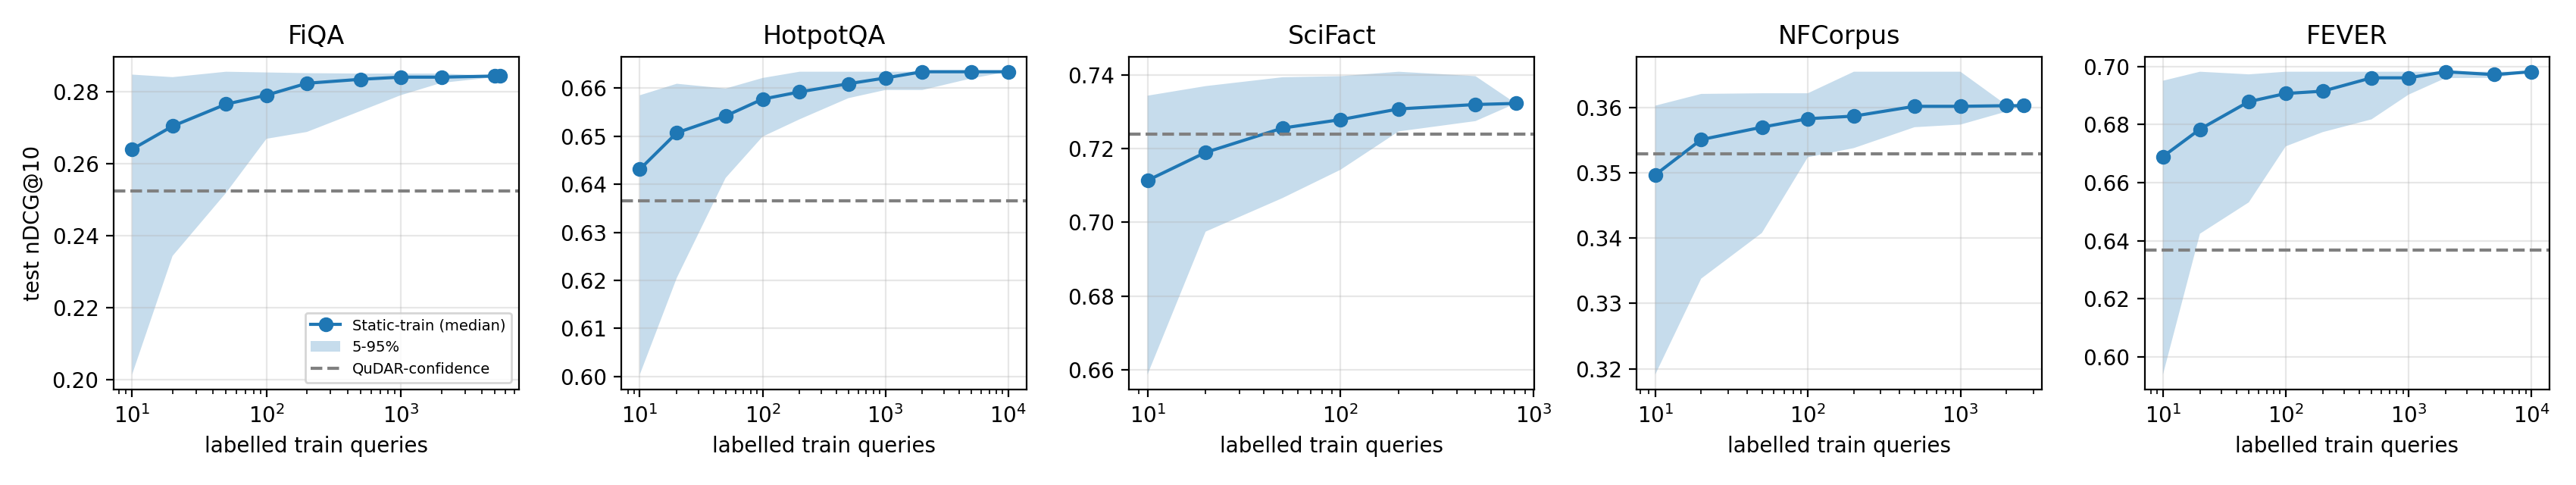 FiQA
test nDCG@10
0.28
0.26
0.24
0.22
0.20
Static-train (median)
5-95%
QuDAR-confidence
10¹ 10² 10³
labelled train queries
HotpotQA
0.66
0.65
0.64
0.63
0.62
0.61
0.60
10¹ 10² 10³ 10⁴
labelled train queries
SciFact
0.74
0.72
0.70
0.68
0.66
10¹ 10² 10³
labelled train queries
NFCorpus
0.36
0.35
0.34
0.33
0.32
10¹ 10² 10³
labelled train queries
FEVER
0.70
0.68
0.66
0.64
0.62
0.60
10¹ 10² 10³ 10⁴
labelled train queries